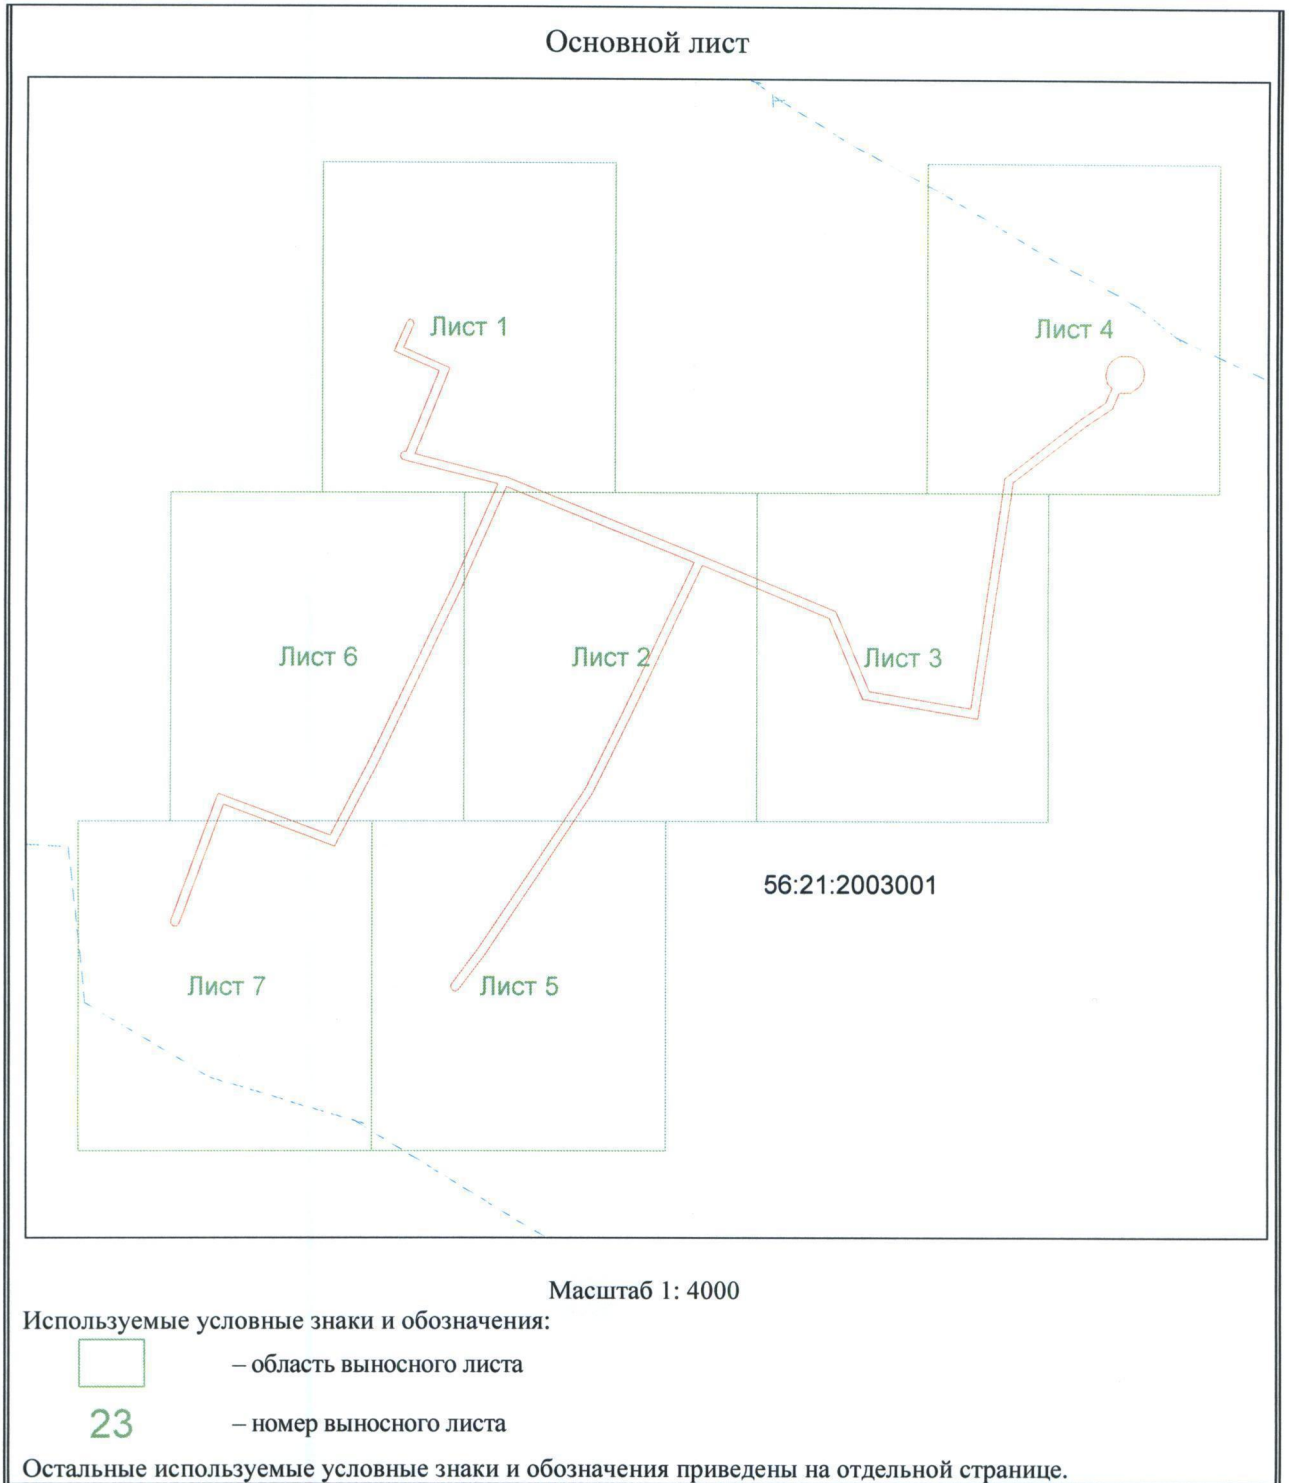 Основной лист
Лист 1
Лист 4
Лист 6
Лист 2
Лист 3
56:21:2003001
Лист 7
Лист 5
Масштаб 1: 4000
Используемые условные знаки и обозначения:
– область выносного листа
23 – номер выносного листа
Остальные используемые условные знаки и обозначения приведены на отдельной странице.